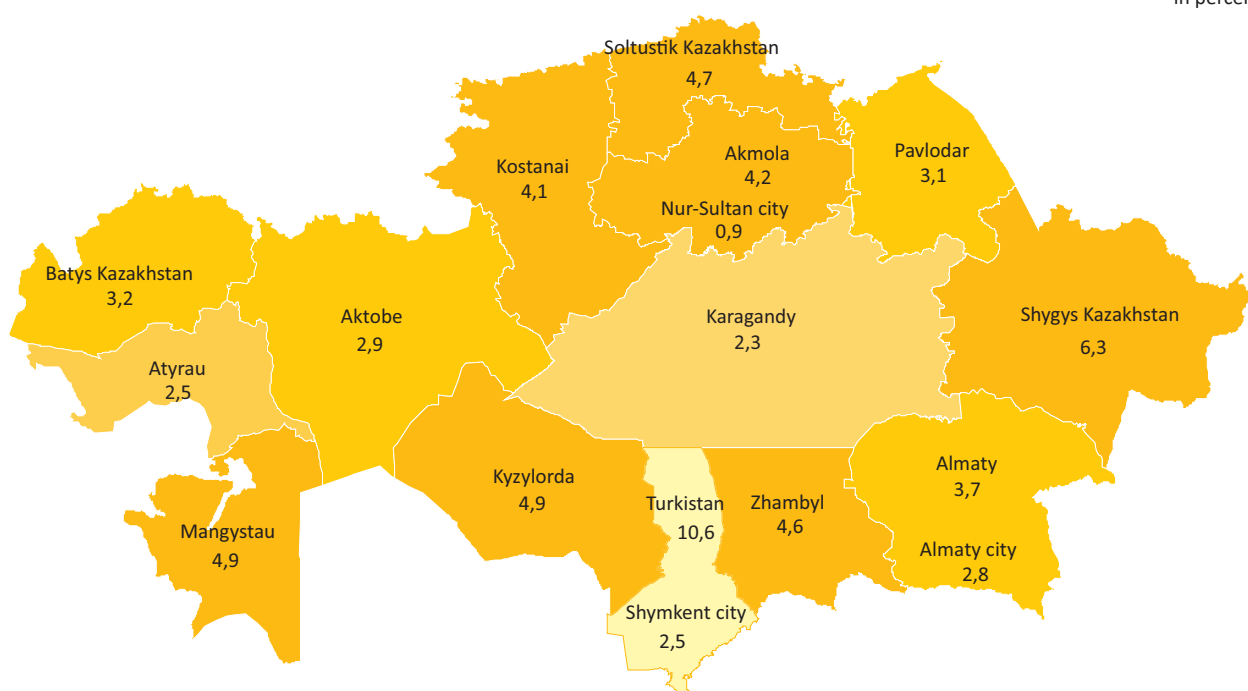 in percen
Soltustik Kazakhstan
4,7
Kostanai
4,1
Akmola
4,2
Nur-Sultan city
0,9
Pavlodar
3,1
Batys Kazakhstan
3,2
Aktobe
2,9
Karagandy
2,3
Shygys Kazakhstan
6,3
Atyrau
2,5
Mangystau
4,9
Kyzylorda
4,9
Turkistan
10,6
Zhambyl
4,6
Almaty
3,7
Almaty city
2,8
Shymkent city
2,5